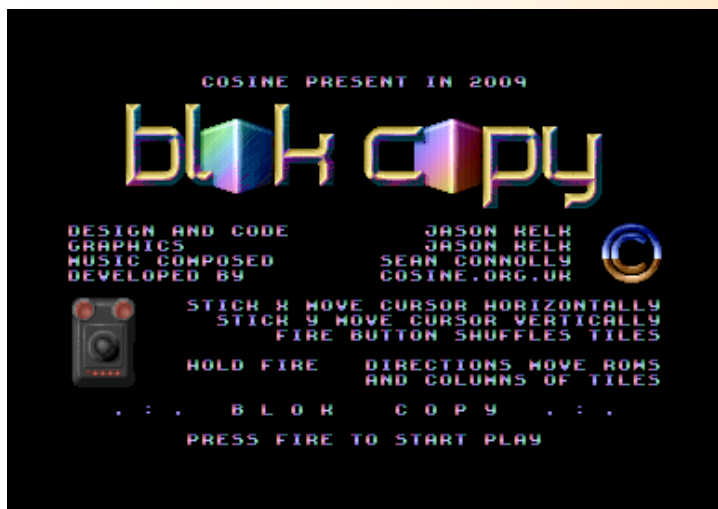 COSINE PRESENT IN 2009
blok copy
DESIGN AND CODE JASON KELK
GRAPHICS JASON KELK
MUSIC COMPOSED SEAN CONNOLLY
DEVELOPED BY COSINE.ORG.UK
C
STICK X MOVE CURSOR HORIZONTALLY
STICK Y MOVE CURSOR VERTICALLY
FIRE BUTTON SHUFFLES TILES
HOLD FIRE DIRECTIONS MOVE ROWS
AND COLUMNS OF TILES
. : . B L O K C O P Y . : .
PRESS FIRE TO START PLAY